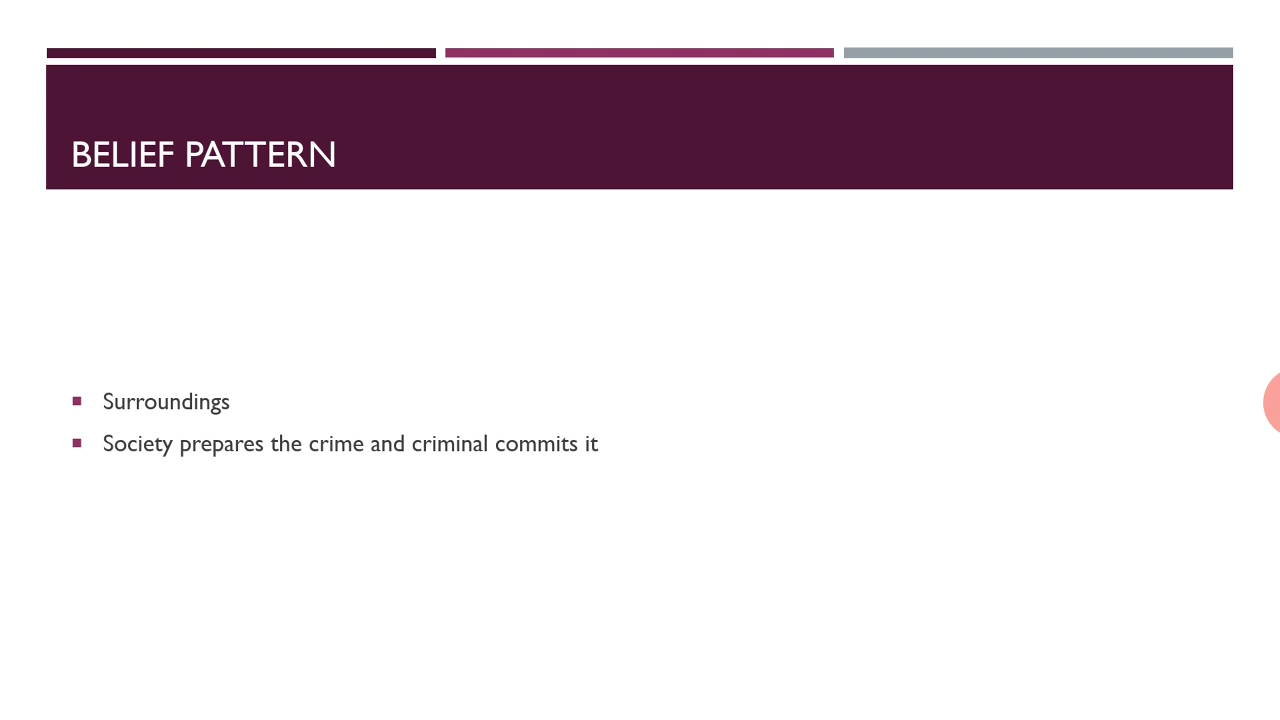 BELIEF PATTERN
Surroundings
Society prepares the crime and criminal commits it